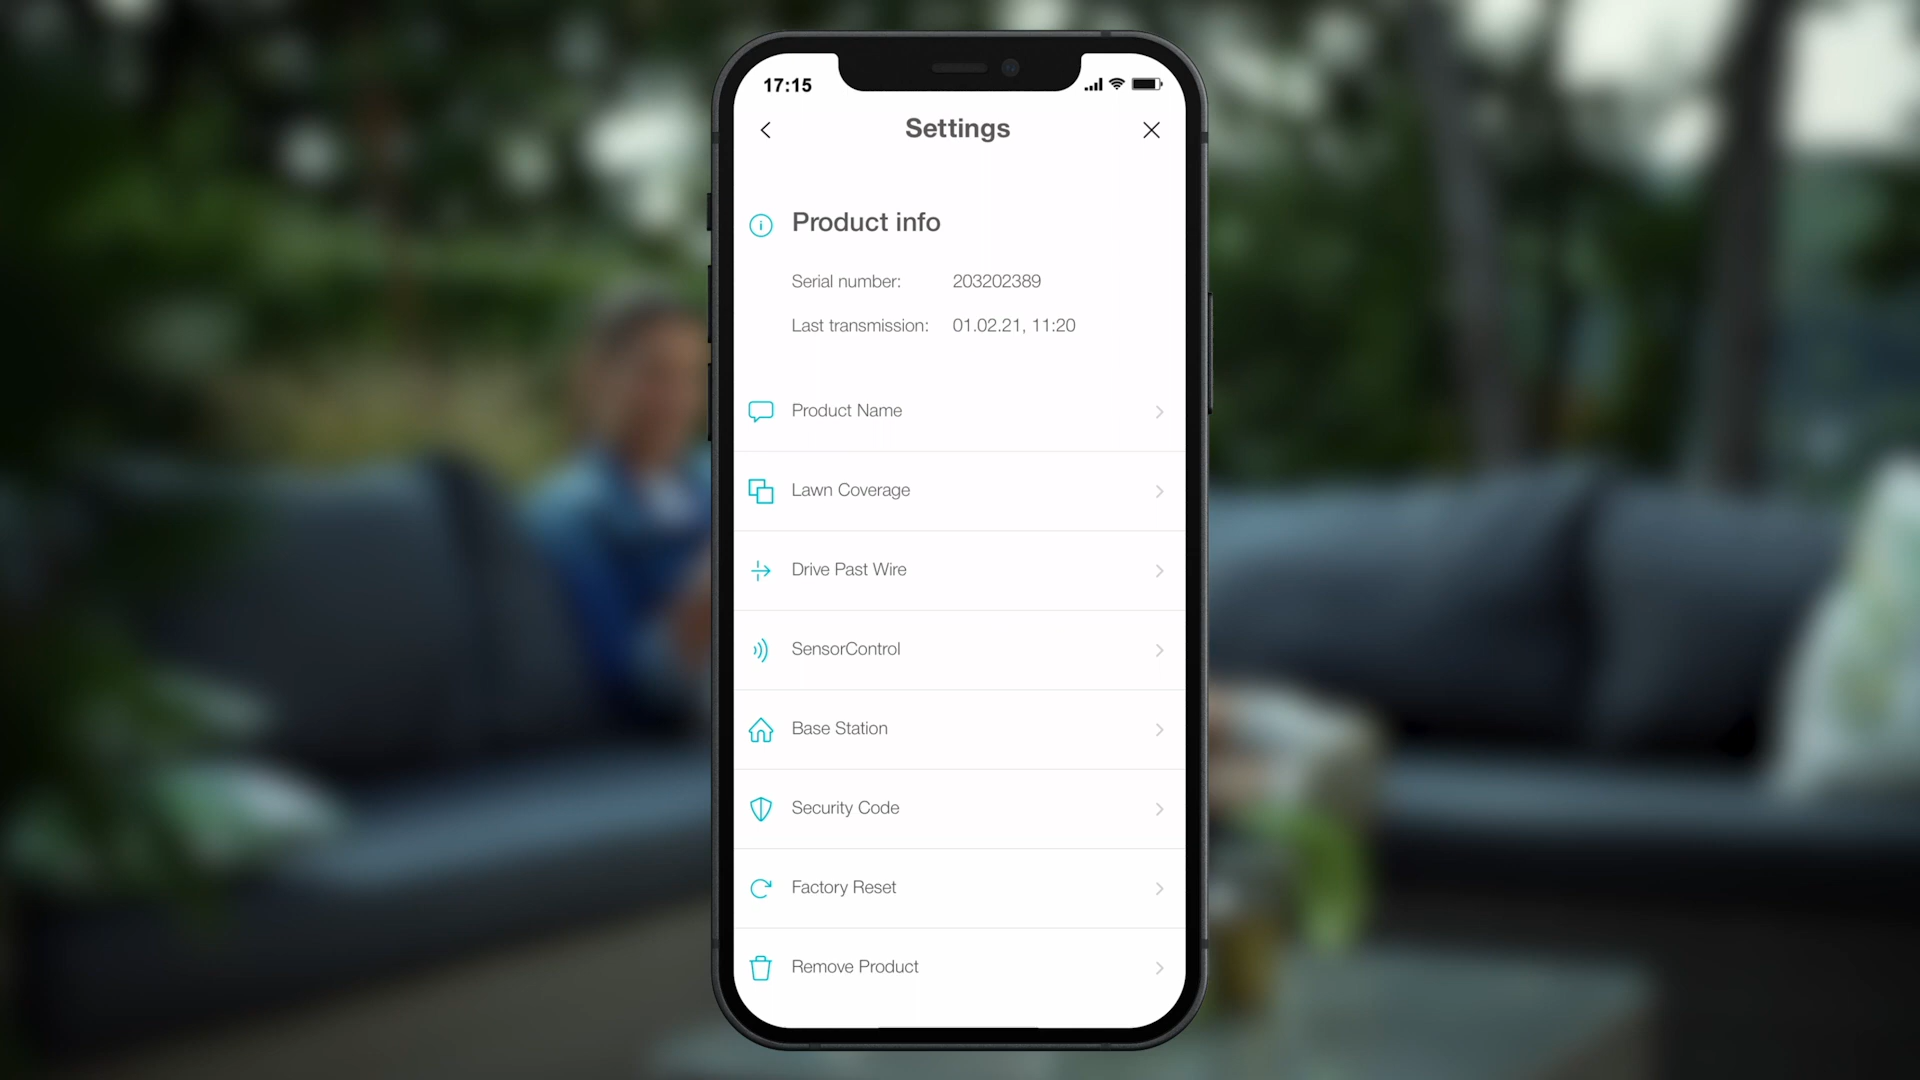 17:15
Settings
Product info
Serial number: 203202389
Last transmission: 01.02.21, 11:20
Product Name
Lawn Coverage
Drive Past Wire
SensorControl
Base Station
Security Code
Factory Reset
Remove Product